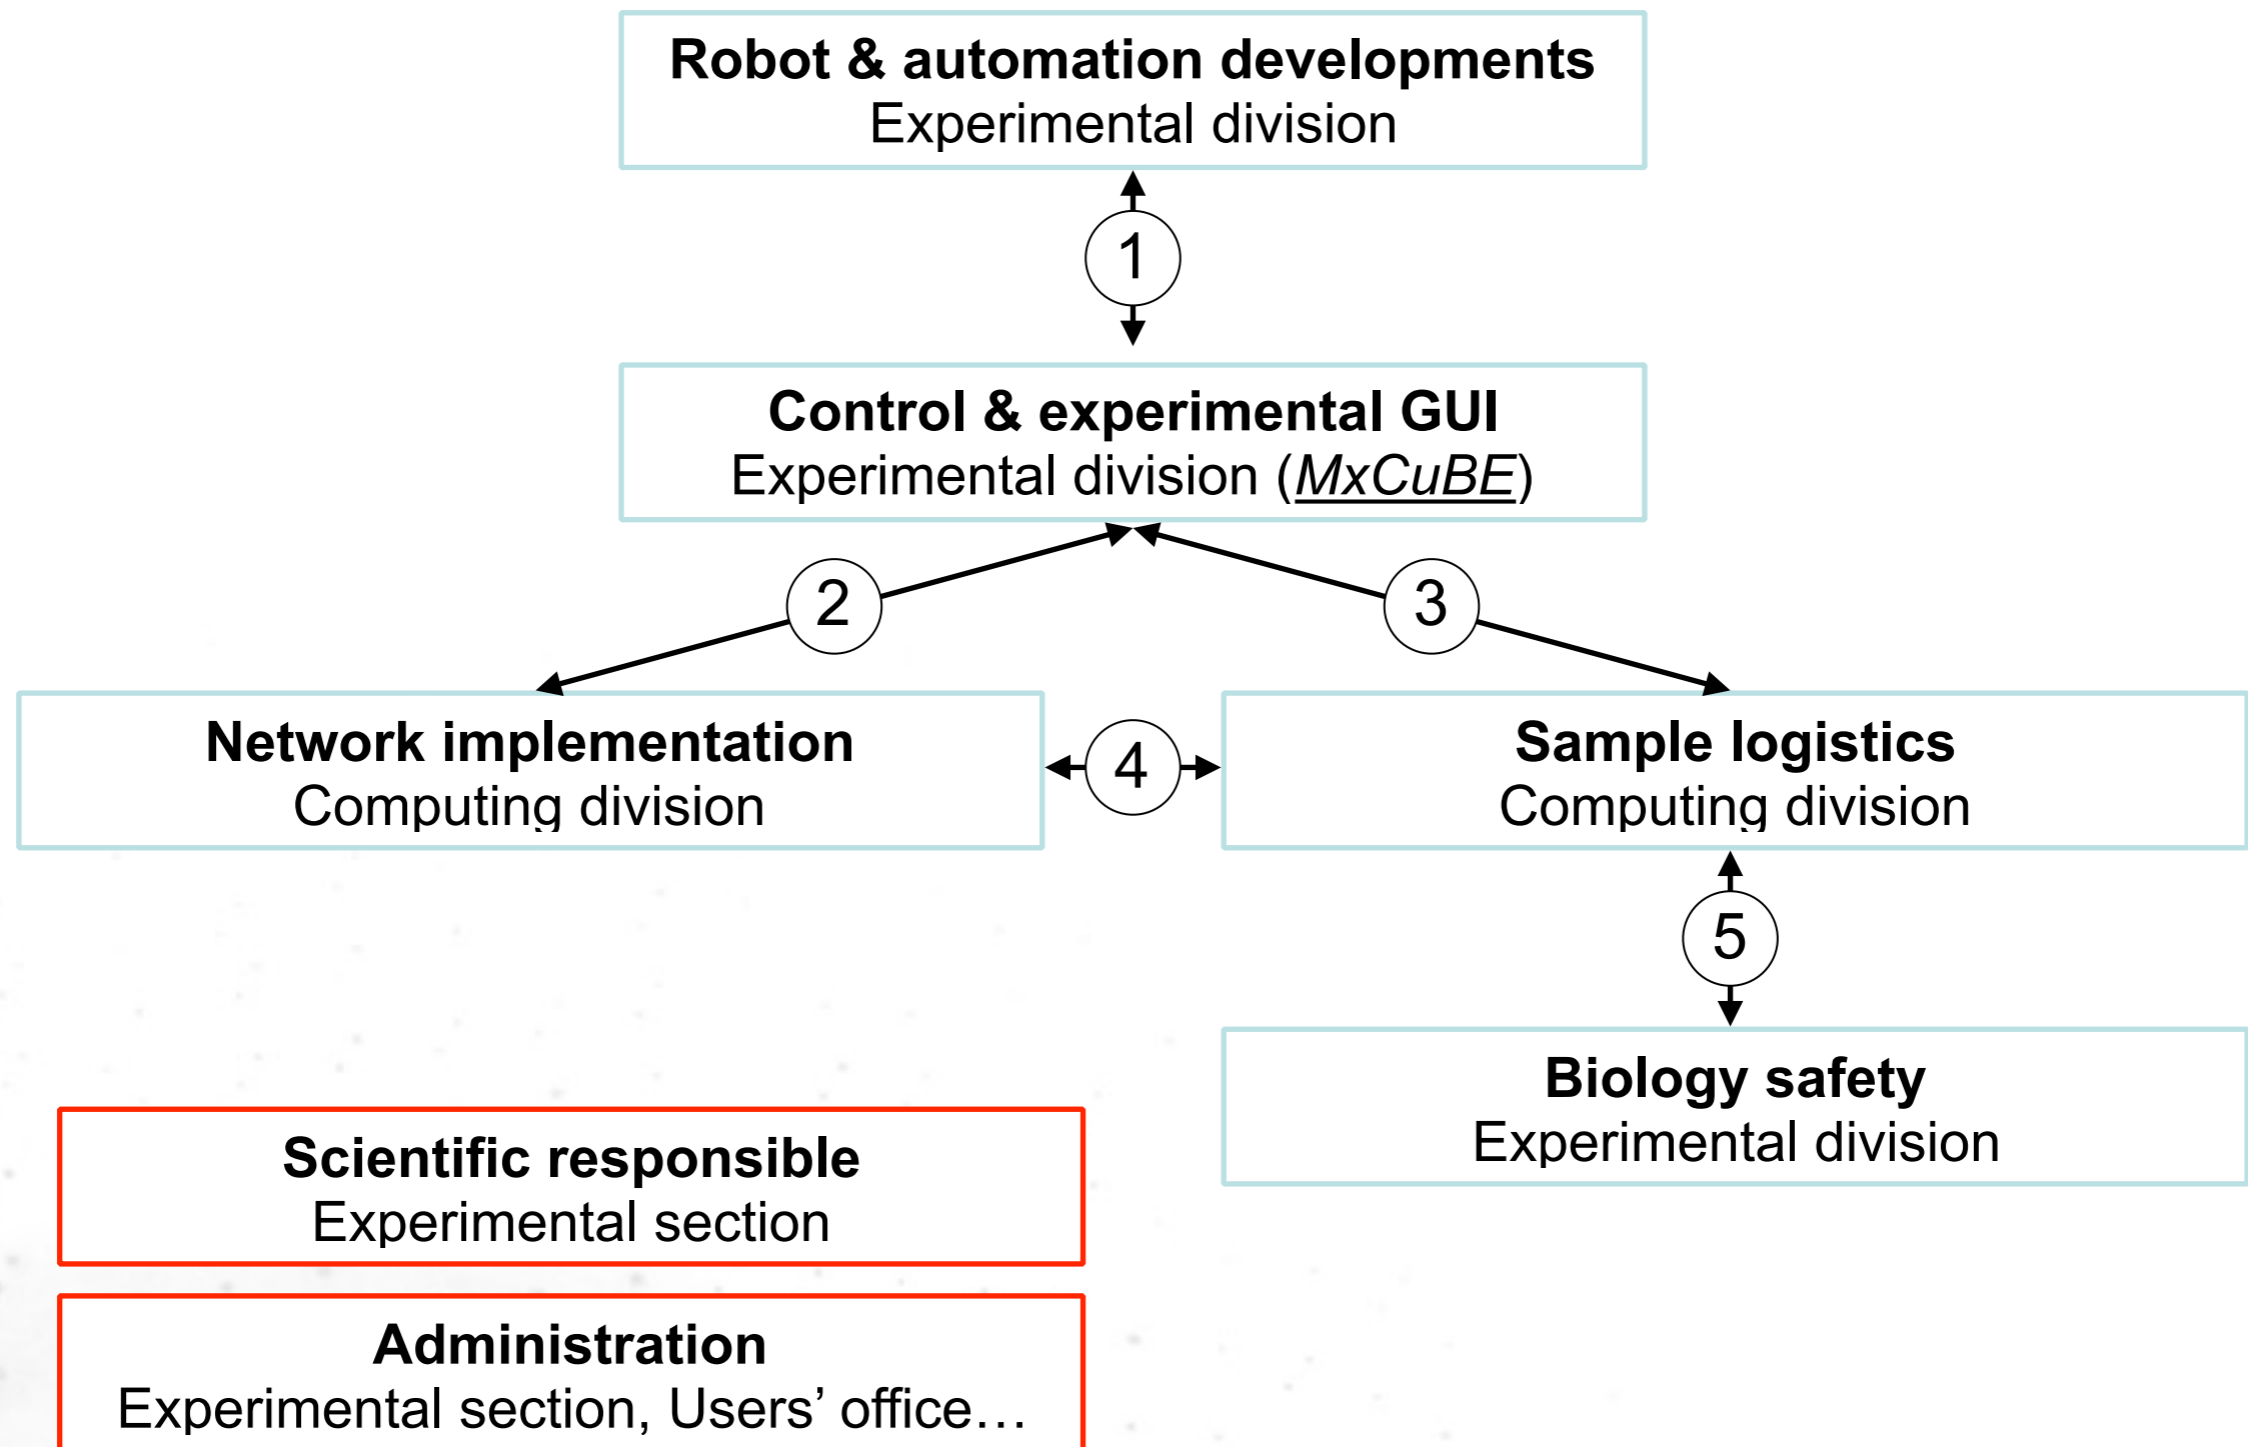 Robot & automation developments
Experimental division
1
Control & experimental GUI
Experimental division (MxCuBE)
2
3
Network implementation
Computing division
4
Sample logistics
Computing division
5
Biology safety
Experimental division
Scientific responsible
Experimental section
Administration
Experimental section, Users’ office…